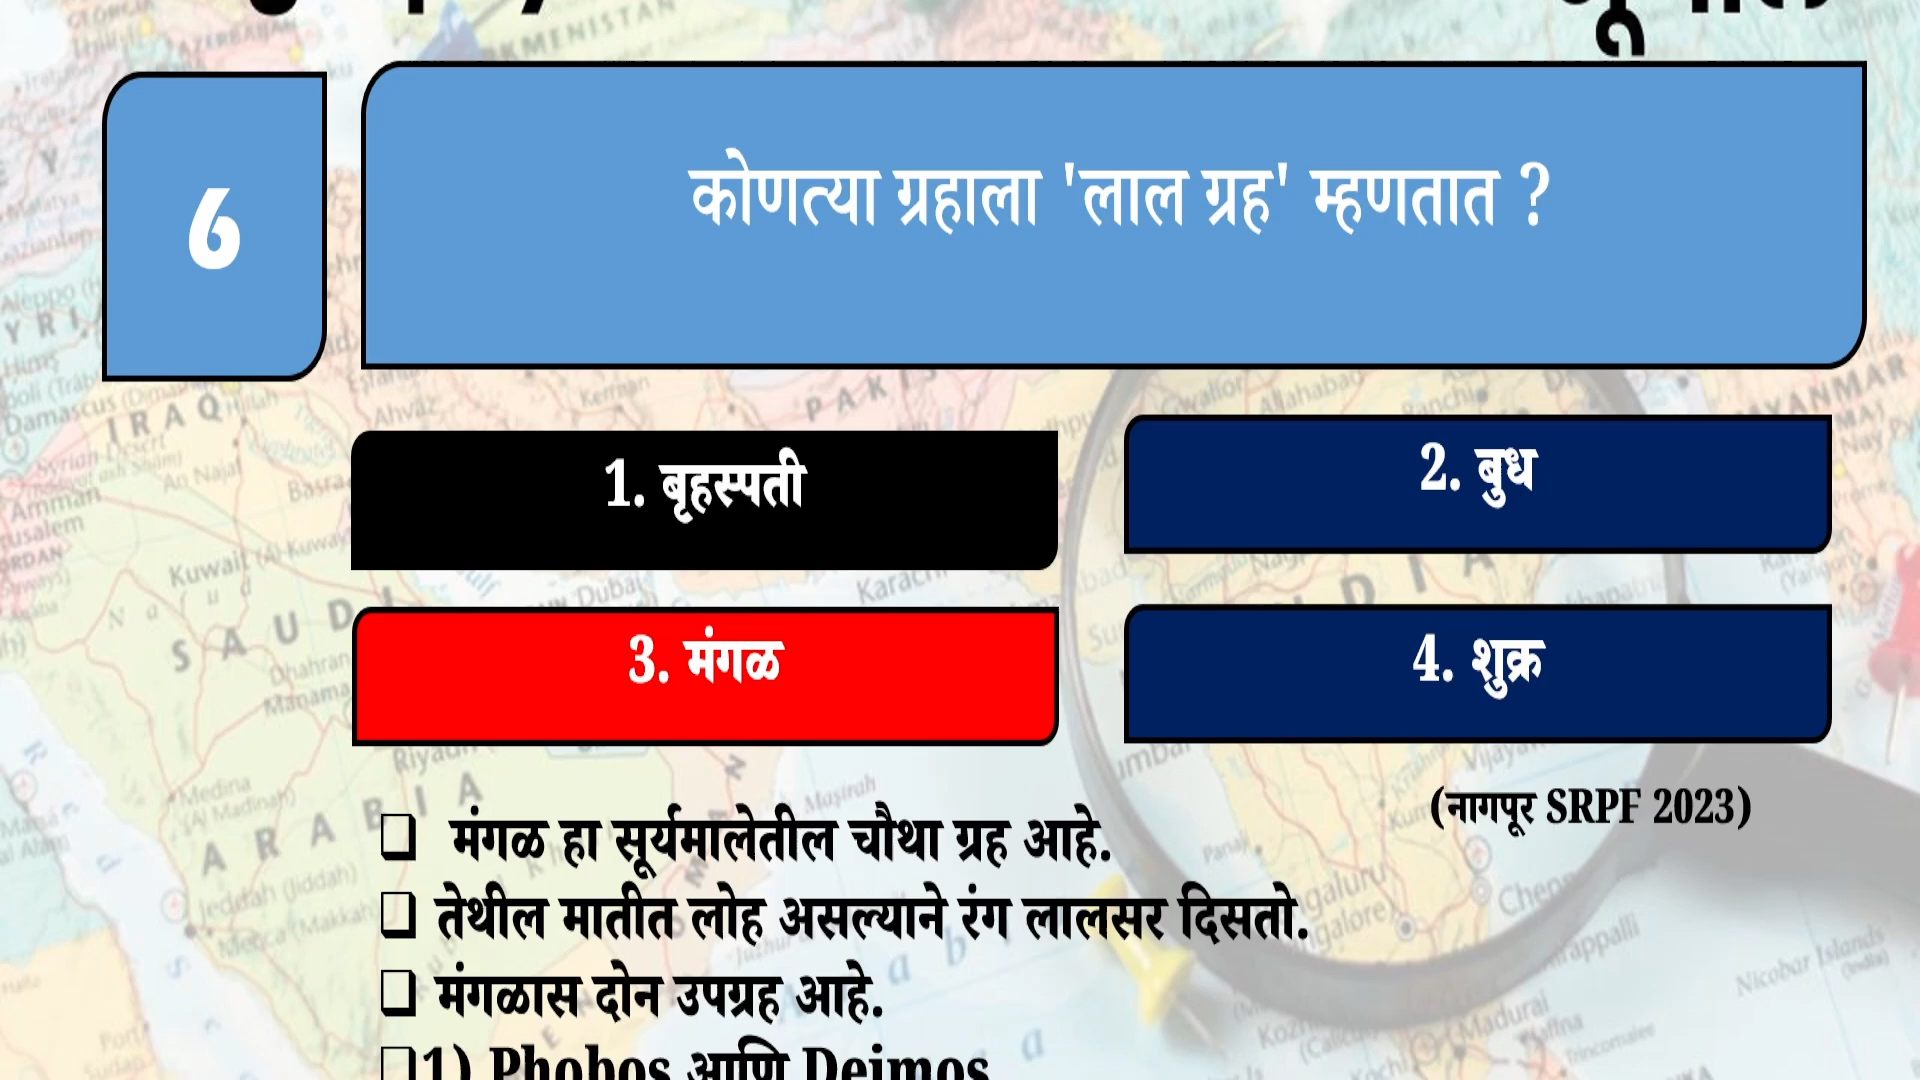 6
कोणत्या ग्रहाला 'लाल ग्रह' म्हणतात ?
1. बृहस्पती
2. बुध
3. मंगळ
4. शुक्र
(नागपूर SRPF 2023)
❑ मंगळ हा सूर्यमालेतील चौथा ग्रह आहे.
❑ तेथील मातीत लोह असल्याने रंग लालसर दिसतो.
❑ मंगळास दोन उपग्रह आहे.
❑1) Phobos आणि Deimos